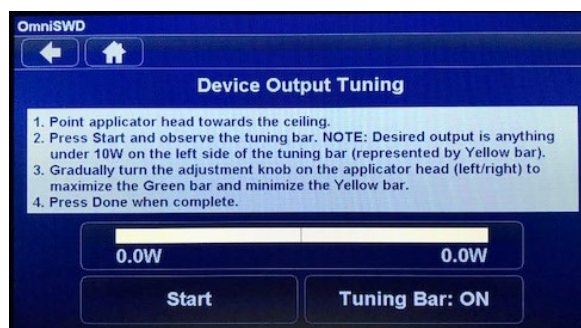 OmniSWD
Device Output Tuning
1. Point applicator head towards the ceiling.
2. Press Start and observe the tuning bar. NOTE: Desired output is anything
under 10W on the left side of the tuning bar (represented by Yellow bar).
3. Gradually turn the adjustment knob on the applicator head (left/right) to
maximize the Green bar and minimize the Yellow bar.
4. Press Done when complete.
0.0W 0.0W
Start Tuning Bar: ON